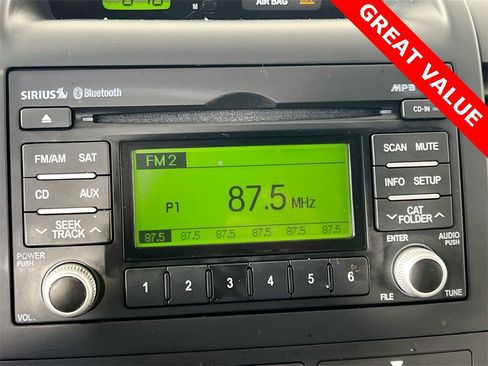 AIR BAG
M
GREAT VALUE
SIRIUS
Bluetooth
MP3
CD-IN
FM/AM SAT
CD AUX
SEEK
TRACK
FM2
P1 87.5 MHz
87.5 87.5 87.5 87.5 87.5 87.5
SCAN MUTE
INFO SETUP
CAT
FOLDER
POWER
PUSH
VOL
1 2 3 4 5 6
ENTER
AUDIO
PUSH
FILE
TUNE